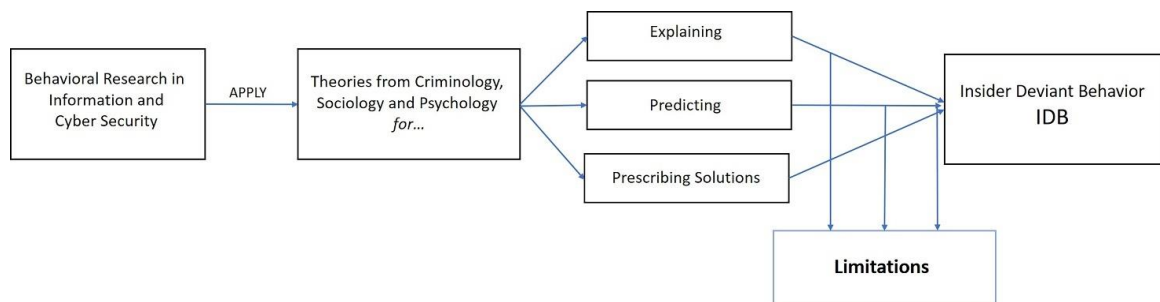 Behavioral Research in
Information and
Cyber Security
APPLY
Theories from Criminology,
Sociology and Psychology
for...
Explaining
Predicting
Prescribing Solutions
Insider Deviant Behavior
IDB
Limitations